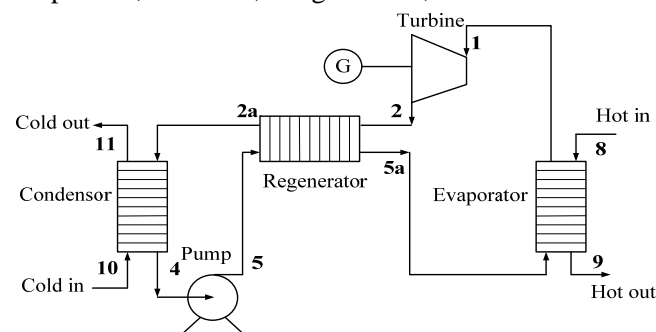 Turbine
1
G
2a
2
Hot in
Cold out
11
8
Regenerator
5a
Condensor
Evaporator
Pump
10
4
5
9
Cold in
Hot out